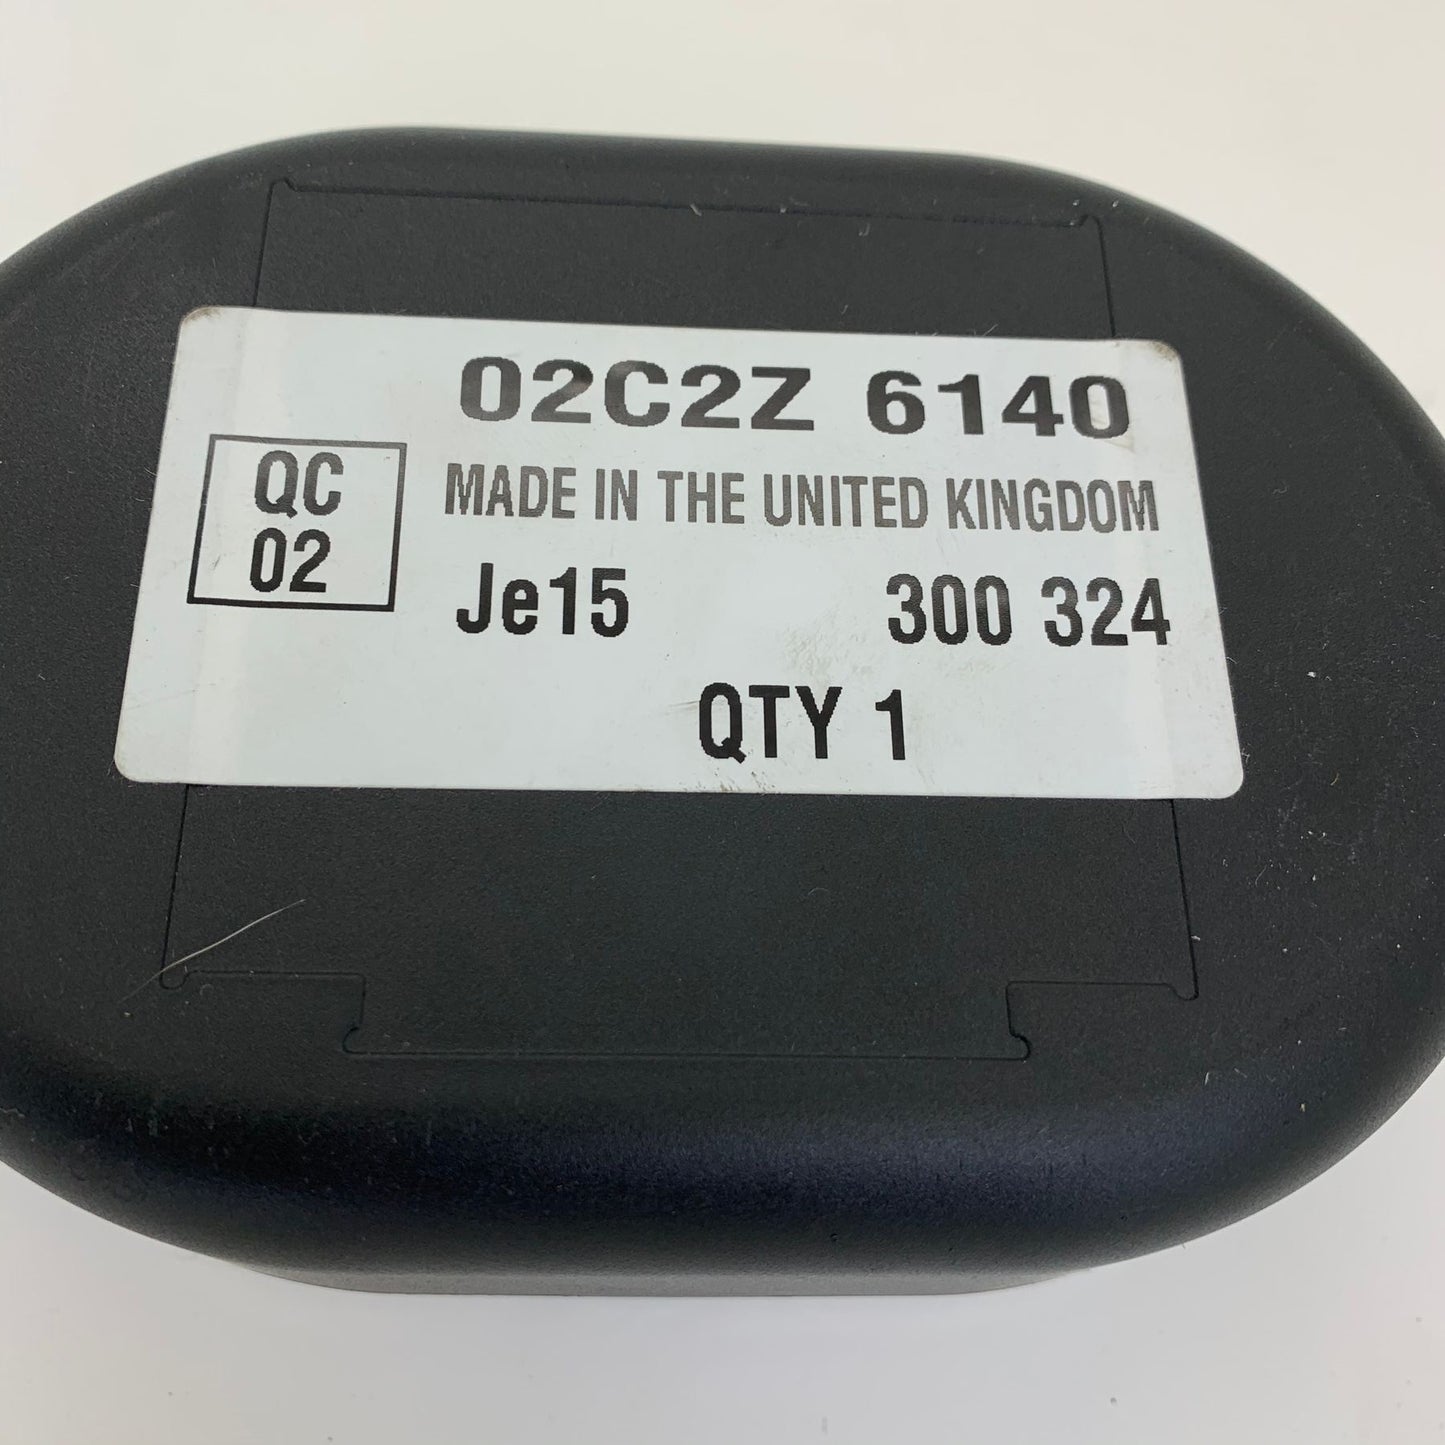 02C2Z 6140
QC
02
MADE IN THE UNITED KINGDOM
Je15 300 324
QTY 1